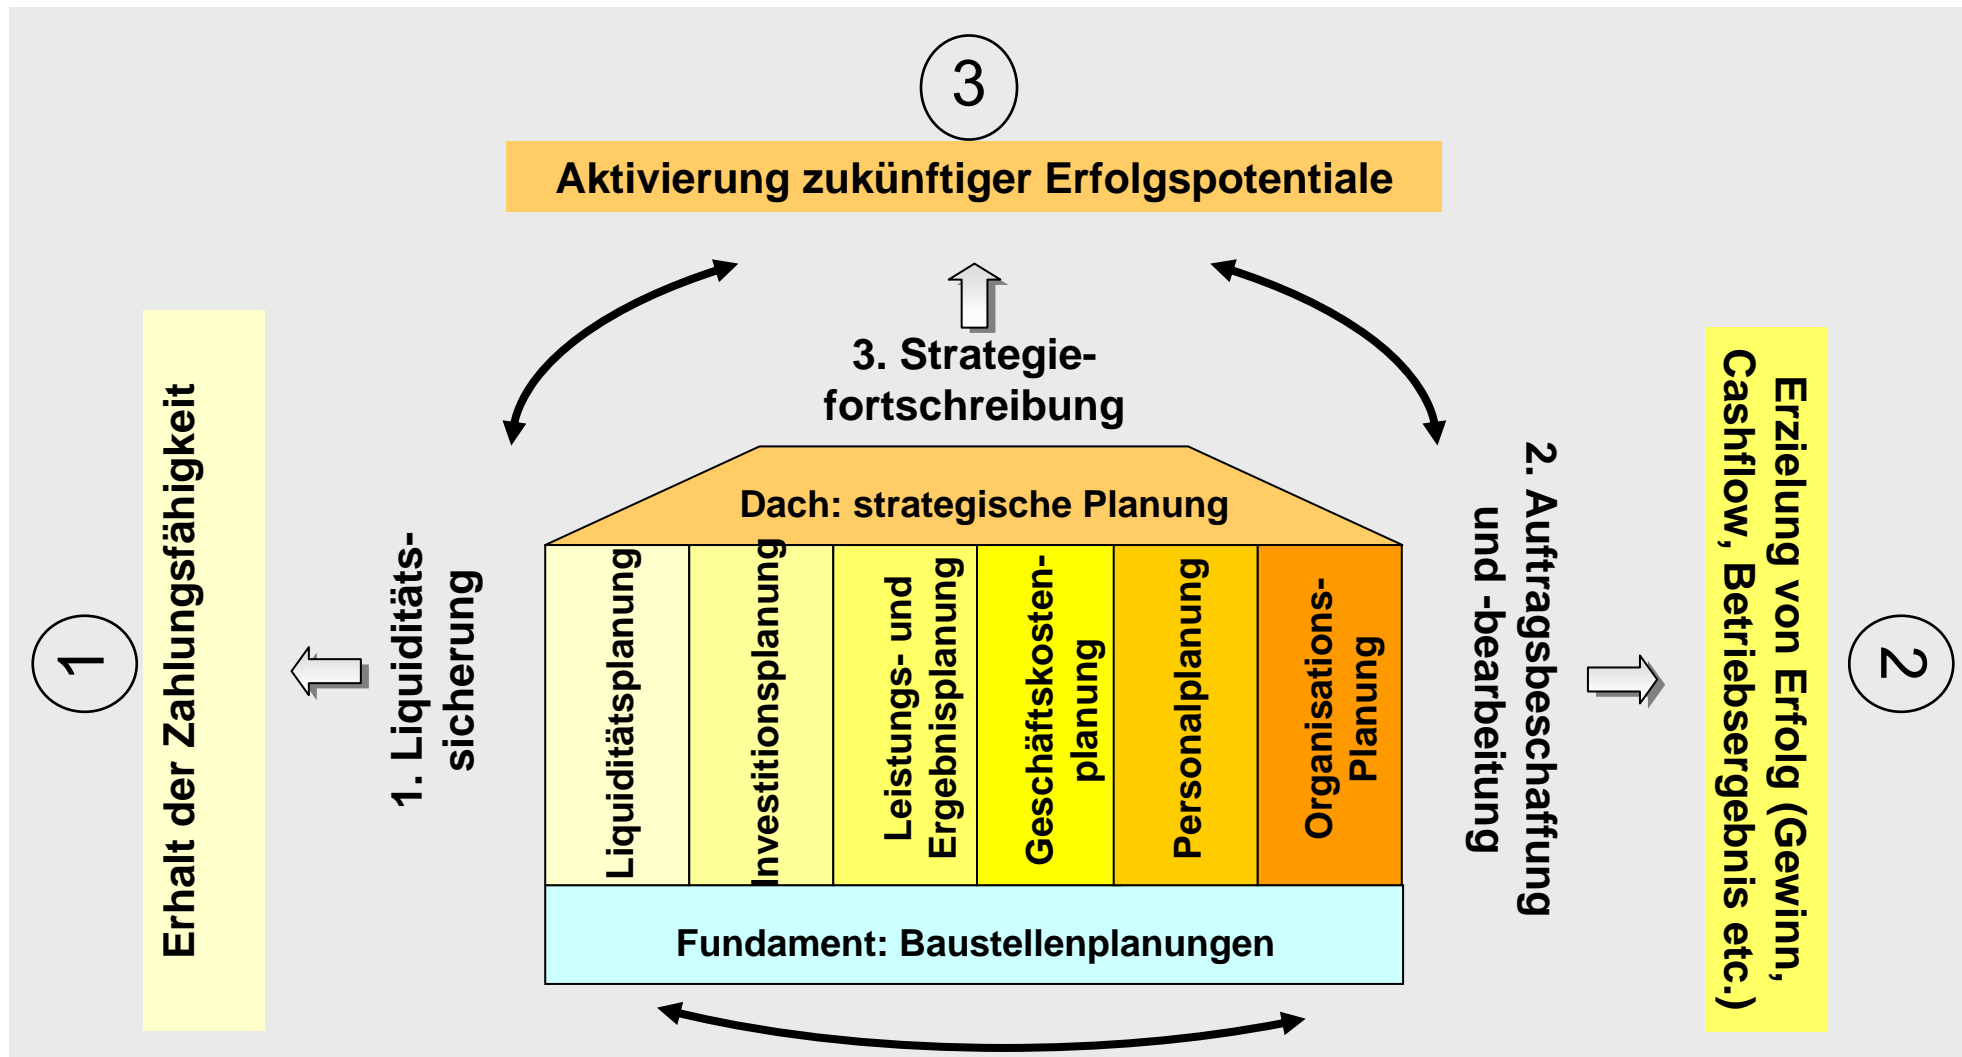 3
Aktivierung zukünftiger Erfolgspotentiale
3. Strategie-
fortschreibung
1
Erhalt der Zahlungsfähigkeit
1. Liquiditäts-
sicherung
Dach: strategische Planung
Liquiditätsplanung
Investitionsplanung
Leistungs- und
Ergebnisplanung
Geschäftskosten-
planung
Personalplanung
Organisations-
Planung
Fundament: Baustellenplanungen
2. Auftragsbeschaffung
und -bearbeitung
Erzielung von Erfolg (Gewinn,
Cashflow, Betriebsergebnis etc.)
2